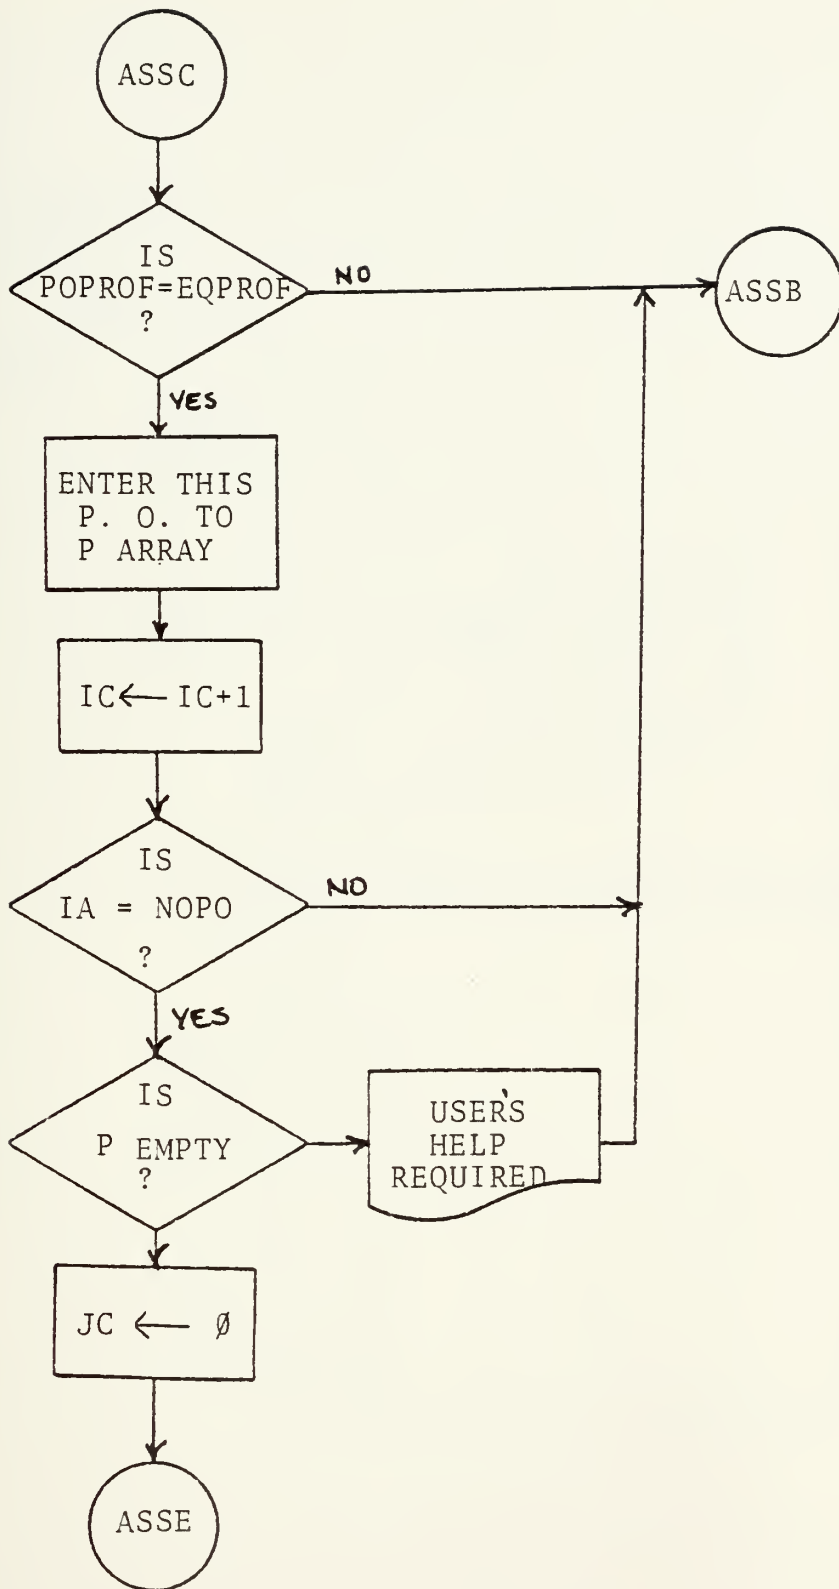 ASSC
IS
POPROF=EQPROF
?
NO
ASSB
YES
ENTER THIS
P. O. TO
P ARRAY
IC← IC+1
IS
IA = NOPO
?
NO
YES
IS
P EMPTY
?
USER'S
HELP
REQUIRED
JC ← Ø
ASSE